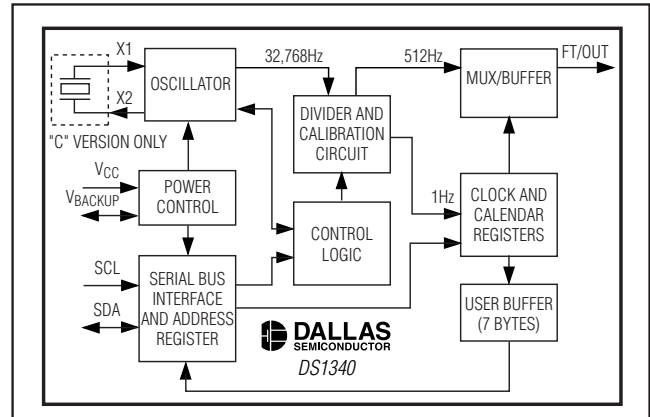 X1
X2
"C" VERSION ONLY
OSCILLATOR
32,768Hz
512Hz
MUX/BUFFER
FT/OUT
DIVIDER AND
CALIBRATION
CIRCUIT
VCC
VBACKUP
POWER
CONTROL
CONTROL
LOGIC
1Hz
CLOCK AND
CALENDAR
REGISTERS
SCL
SDA
SERIAL BUS
INTERFACE
AND ADDRESS
REGISTER
USER BUFFER
(7 BYTES)
DALLAS
SEMICONDUCTOR
DS1340